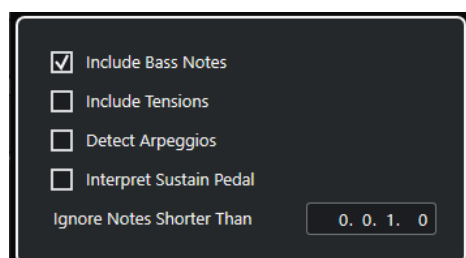 Include Bass Notes
Include Tensions
Detect Arpeggios
Interpret Sustain Pedal
Ignore Notes Shorter Than 0. 0. 1. 0